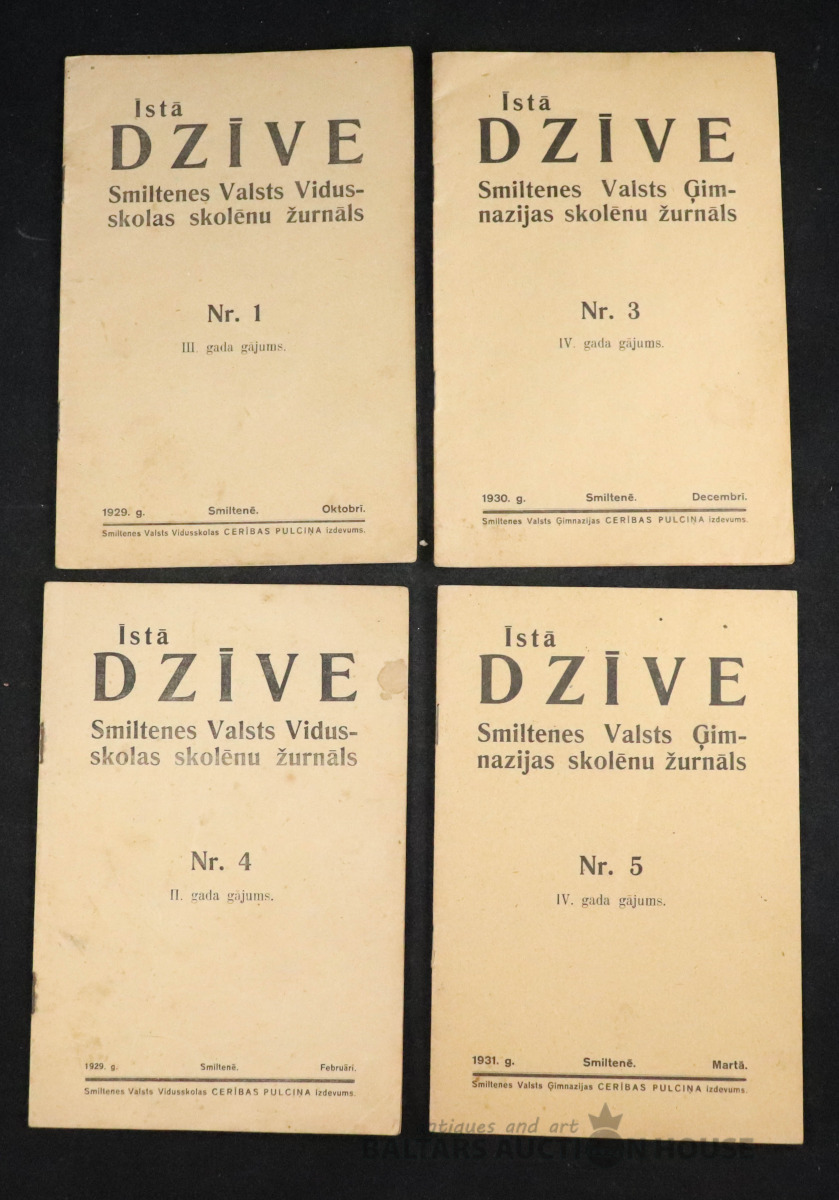 Īstā
DZĪVE
Smiltenes Valsts Vidus-
skolas skolēnu žurnāls
Nr. 1
III. gada gājums.
1929. g. Smiltenē. Oktobrī.
Smiltenes Valsts Vidusskolas CERĪBAS PULCIŅA izdevums.
Īstā
DZĪVE
Smiltenes Valsts Ģim-
nazijas skolēnu žurnāls
Nr. 3
IV. gada gājums.
1930. g. Smiltenē. Decembrī.
Smiltenes Valsts Ģimnazijas CERĪBAS PULCIŅA izdevums.
Īstā
DZĪVE
Smiltenes Valsts Vidus-
skolas skolēnu žurnāls
Nr. 4
II. gada gājums.
1929. g. Smiltenē. Februārī.
Smiltenes Valsts Vidusskolas CERĪBAS PULCIŅA izdevums.
Īstā
DZĪVE
Smiltenes Valsts Ģim-
nazijas skolēnu žurnāls
Nr. 5
IV. gada gājums.
1931. g. Smiltenē. Martā.
Smiltenes Valsts Ģimnazijas CERĪBAS PULCIŅA izdevums.
antiques and art
BALTARS AUCTION HOUSE